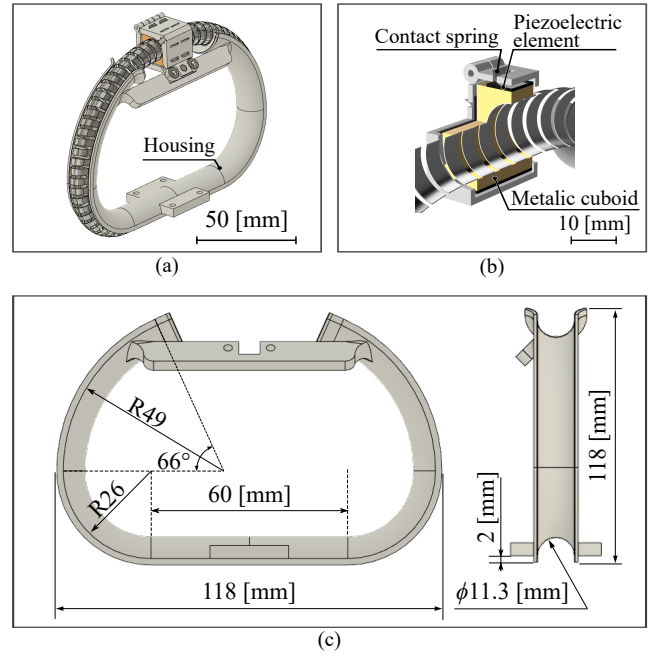 Housing
50 [mm]
(a)
Piezoelectric
Contact spring
element
Metalic cuboid
10 [mm]
(b)
R49
66°
R26
60 [mm]
118 [mm]
118 [mm]
2 [mm]
ϕ11.3 [mm]
(c)